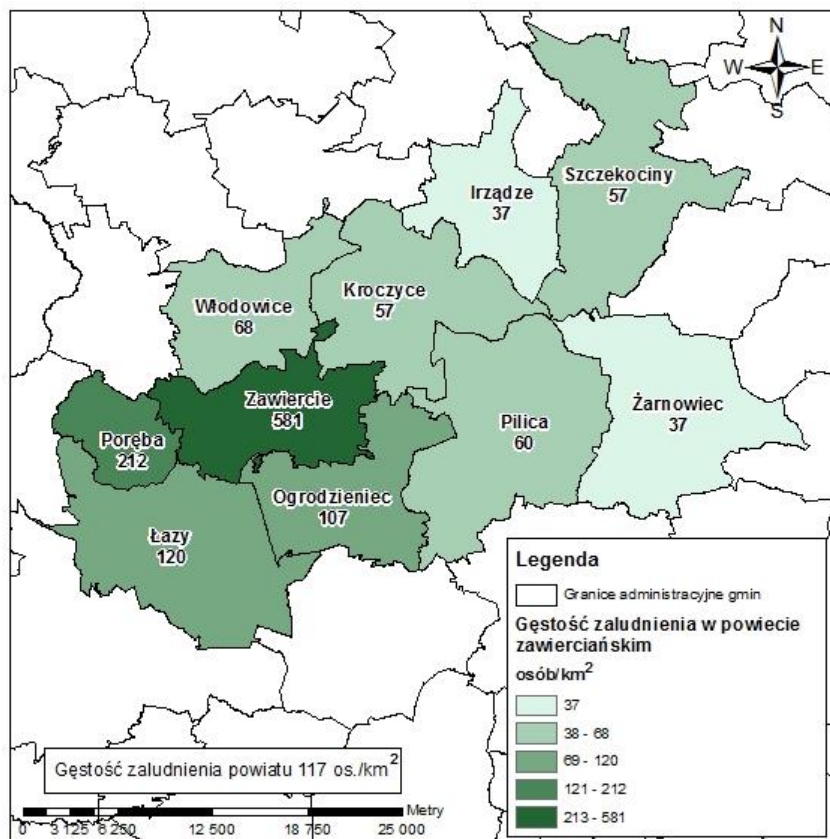 N
W E
S
Szczekociny
57
Irządze
37
Kroczyce
57
Włodowice
68
Zawiercie
581
Żarnowiec
37
Pilica
60
Poręba
212
Ogrodzieniec
107
Łazy
120
Legenda
Granice administracyjne gmin
Gęstość zaludnienia w powiecie
zawierciańskim
osób/km²
37
38 - 68
69 - 120
121 - 212
213 - 581
Gęstość zaludnienia powiatu 117 os./km²
Metry
0 3 125 6 250 12 500 18 750 25 000